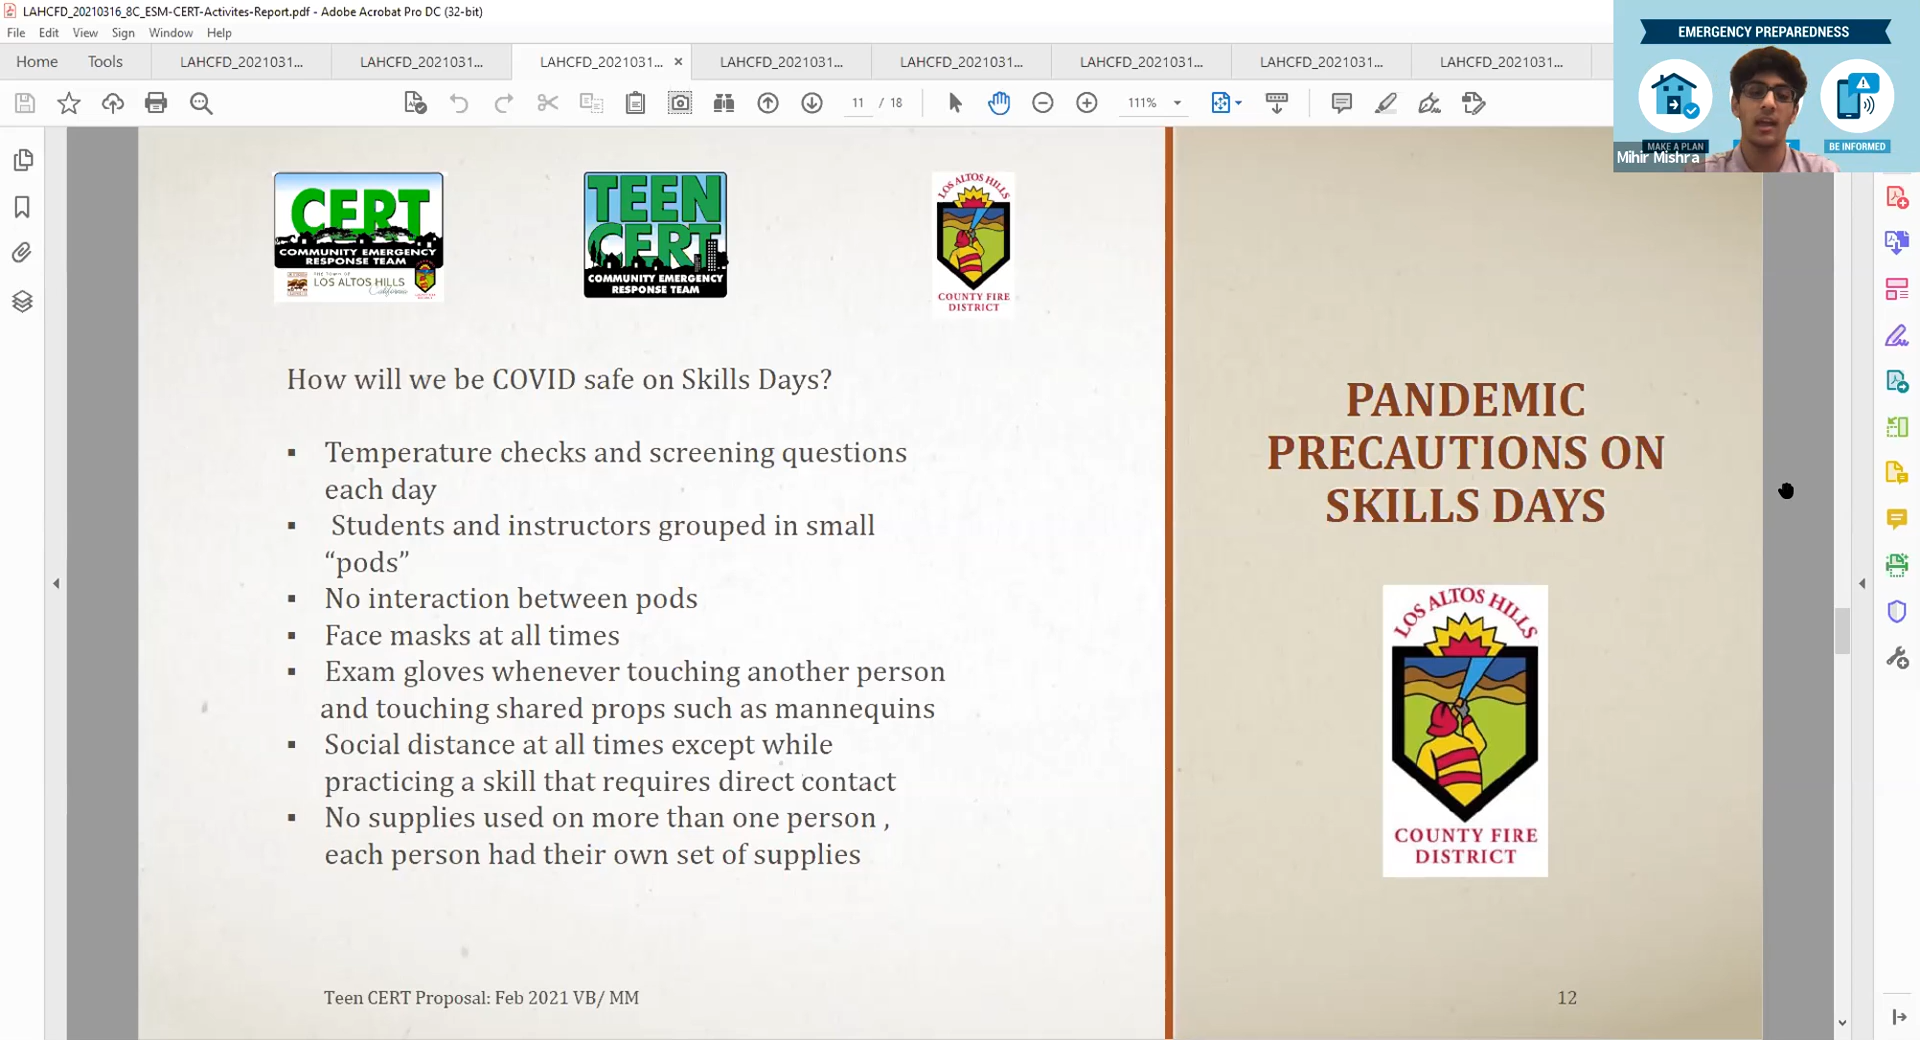 LAHCFD_20210316_8C_ESM-CERT-Activites-Report.pdf - Adobe Acrobat Pro DC (32-bit)
File Edit View Sign Window Help
Home Tools LAHCFD_2021031... LAHCFD_2021031... LAHCFD_2021031... × LAHCFD_2021031... LAHCFD_2021031... LAHCFD_2021031... LAHCFD_2021031... LAHCFD_2021031...
11 / 18 111%
EMERGENCY PREPAREDNESS
MAKE A PLAN
BE INFORMED
Mihir Mishra
CERT
COMMUNITY EMERGENCY
RESPONSE TEAM
THE TOWN OF
LOS ALTOS HILLS
California
TEEN
CERT
COMMUNITY EMERGENCY
RESPONSE TEAM
LOS ALTOS HILLS
COUNTY FIRE
DISTRICT
How will we be COVID safe on Skills Days?
▪ Temperature checks and screening questions
each day
▪ Students and instructors grouped in small
“pods”
▪ No interaction between pods
▪ Face masks at all times
▪ Exam gloves whenever touching another person
and touching shared props such as mannequins
▪ Social distance at all times except while
practicing a skill that requires direct contact
▪ No supplies used on more than one person ,
each person had their own set of supplies
Teen CERT Proposal: Feb 2021 VB/ MM
PANDEMIC
PRECAUTIONS ON
SKILLS DAYS
LOS ALTOS HILLS
COUNTY FIRE
DISTRICT
12